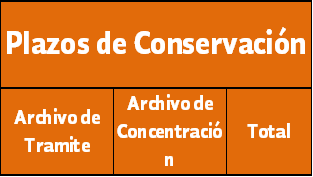 Plazos de Conservación
Archivo de
Tramite
Archivo de
Concentració
n
Total